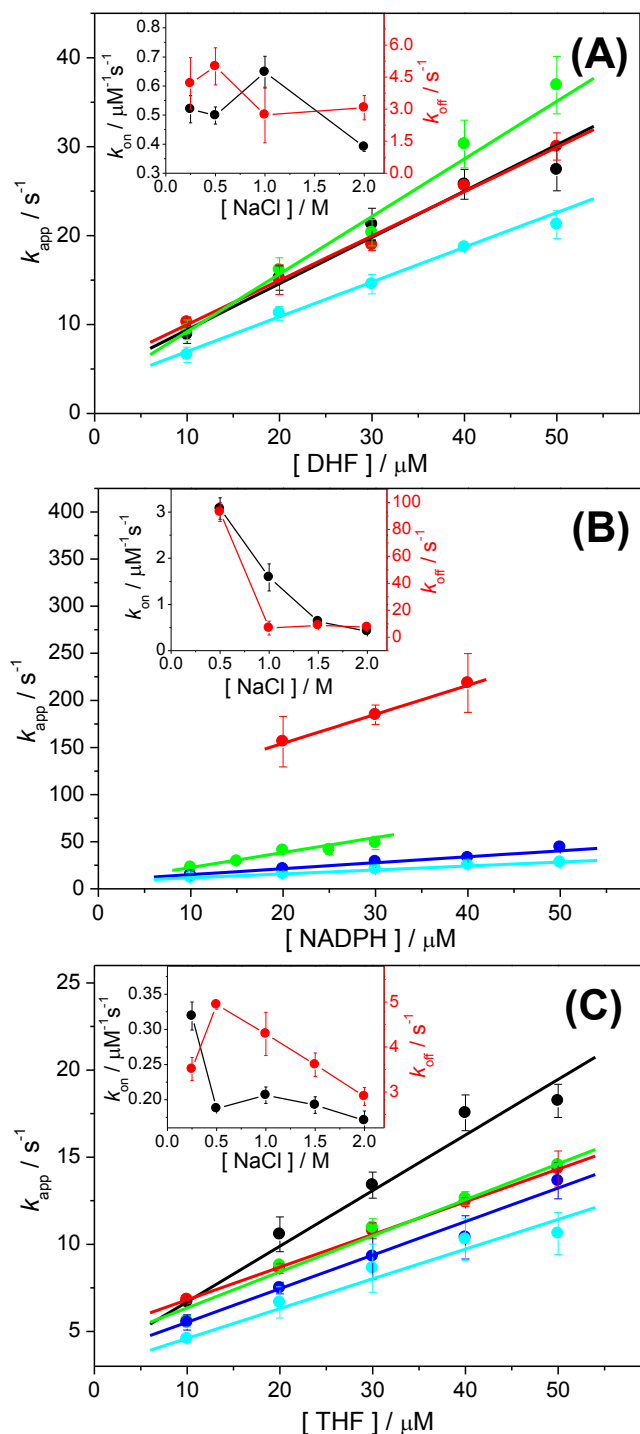 (A)
k_app / s⁻¹
40
30
20
10
0
0 10 20 30 40 50
[ DHF ] / μM
k_on / μM⁻¹s⁻¹
0.8
0.7
0.6
0.5
0.4
0.3
0.0 0.5 1.0 1.5 2.0
[ NaCl ] / M
6.0
4.5
3.0
1.5
0.0
k_off / s⁻¹
(B)
k_app / s⁻¹
400
350
300
250
200
150
100
50
0
0 10 20 30 40 50
[ NADPH ] / μM
k_on / μM⁻¹s⁻¹
3
2
1
0
0.0 0.5 1.0 1.5 2.0
[ NaCl ] / M
100
80
60
40
20
0
k_off / s⁻¹
(C)
k_app / s⁻¹
25
20
15
10
5
0 10 20 30 40 50
[ THF ] / μM
k_on / μM⁻¹s⁻¹
0.35
0.30
0.25
0.20
0.0 0.5 1.0 1.5 2.0
[ NaCl ] / M
5
4
3
k_off / s⁻¹